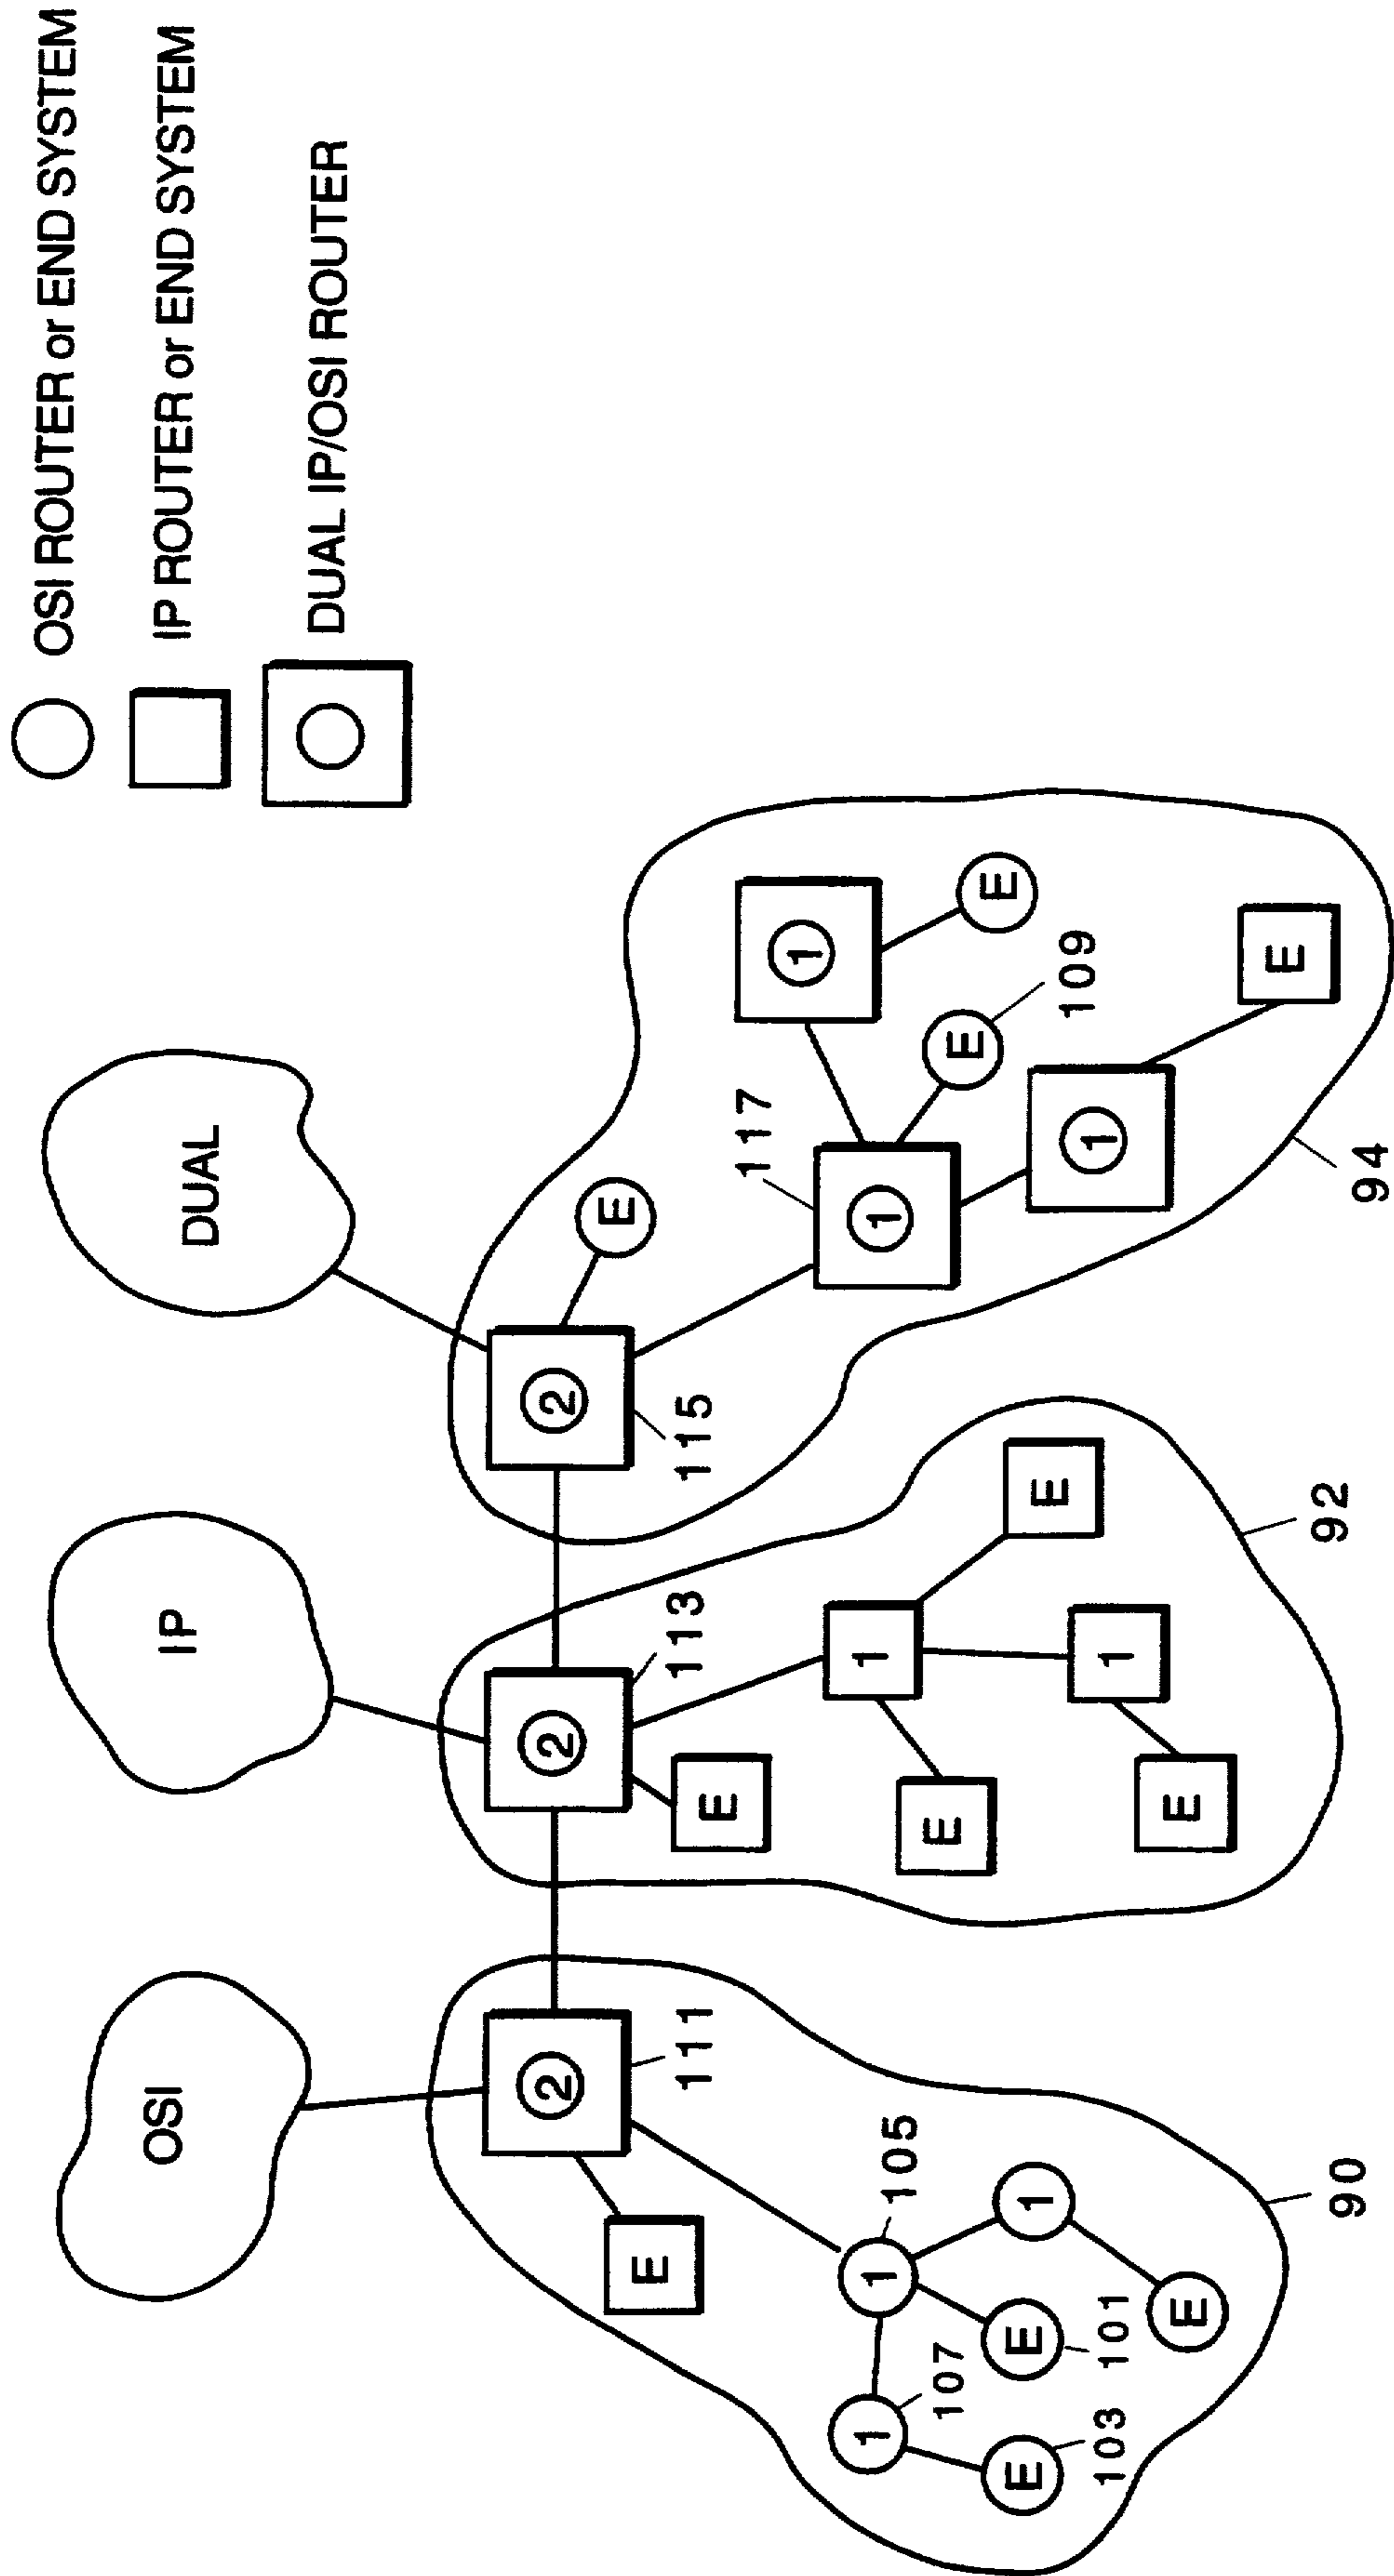 OSI ROUTER or END SYSTEM
IP ROUTER or END SYSTEM
DUAL IP/OSI ROUTER
OSI
IP
DUAL
2
111
E
105
1
1
107
E
103
E
101
1
E
90
2
113
E
1
E
E
1
E
92
2
115
E
117
1
1
E
E
109
1
E
94